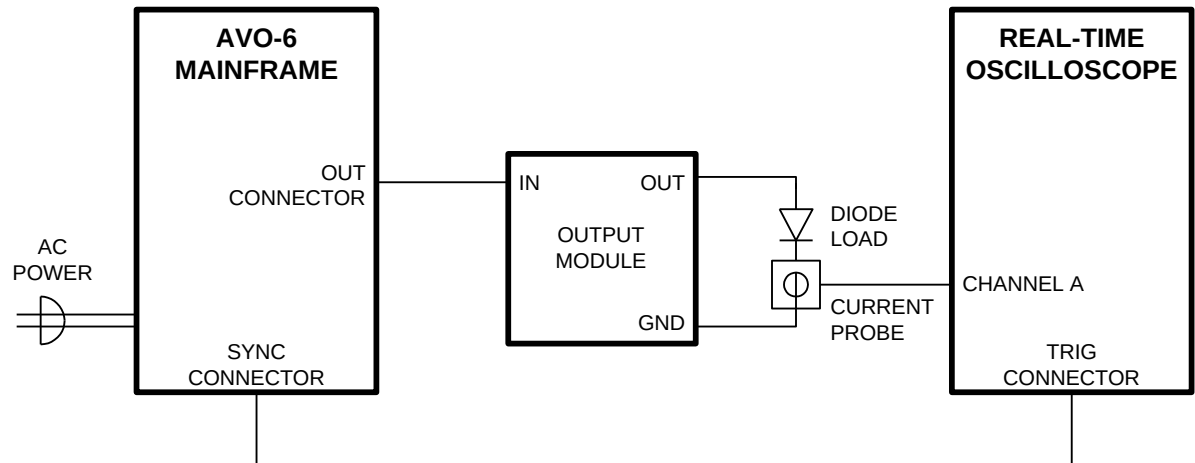 AVO-6
MAINFRAME
REAL-TIME
OSCILLOSCOPE
OUT
CONNECTOR
IN
OUT
OUTPUT
MODULE
GND
DIODE
LOAD
AC
POWER
CHANNEL A
CURRENT
PROBE
SYNC
CONNECTOR
TRIG
CONNECTOR